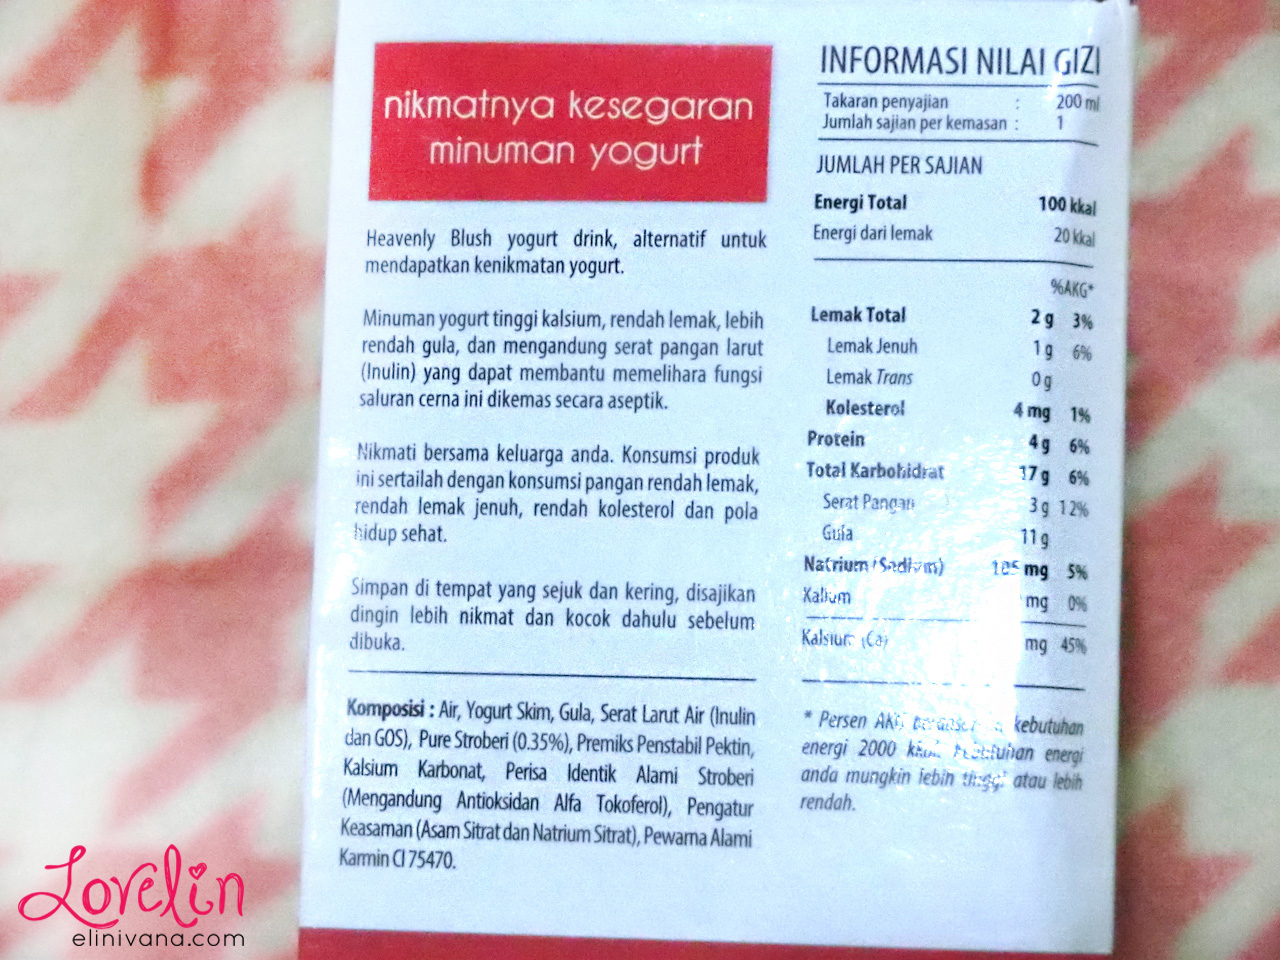 nikmatnya kesegaran
minuman yogurt
Heavenly Blush yogurt drink, alternatif untuk
mendapatkan kenikmatan yogurt.
Minuman yogurt tinggi kalsium, rendah lemak, lebih
rendah gula, dan mengandung serat pangan larut
(Inulin) yang dapat membantu memelihara fungsi
saluran cerna ini dikemas secara aseptik.
Nikmati bersama keluarga anda. Konsumsi produk
ini sertailah dengan konsumsi pangan rendah lemak,
rendah lemak jenuh, rendah kolesterol dan pola
hidup sehat.
Simpan di tempat yang sejuk dan kering, disajikan
dingin lebih nikmat dan kocok dahulu sebelum
dibuka.
Komposisi : Air, Yogurt Skim, Gula, Serat Larut Air (Inulin
dan GOS), Pure Stroberi (0.35%), Premiks Penstabil Pektin,
Kalsium Karbonat, Perisa Identik Alami Stroberi
(Mengandung Antioksidan Alfa Tokoferol), Pengatur
Keasaman (Asam Sitrat dan Natrium Sitrat), Pewarna Alami
Karmin CI 75470.
INFORMASI NILAI GIZI
Takaran penyajian : 200 ml
Jumlah sajian per kemasan : 1
JUMLAH PER SAJIAN
Energi Total 100 kkal
Energi dari lemak 20 kkal
%AKG*
Lemak Total 2 g 3%
Lemak Jenuh 1 g 6%
Lemak Trans 0 g
Kolesterol 4 mg 1%
Protein 4 g 6%
Total Karbohidrat 17 g 6%
Serat Pangan 3 g 12%
Gula 11 g
Natrium (Sodium) mg 5%
Kalium mg 0%
Kalsium (Ca) mg 45%
* Persen AKG kebutuhan
energi 2000 kkal. Kebutuhan energi
anda mungkin lebih tinggi atau lebih
rendah.
Lovelin
elinivana.com